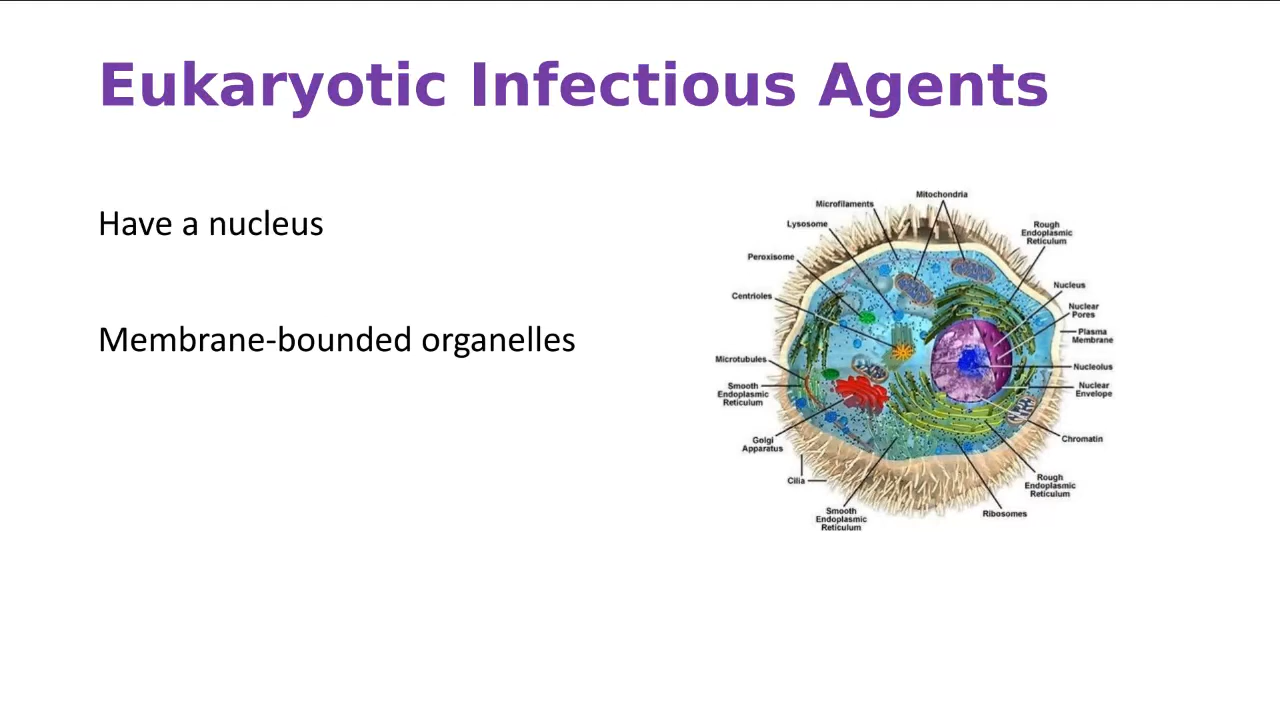 Eukaryotic Infectious Agents
Have a nucleus
Membrane-bounded organelles
Mitochondria
Microfilaments
Lysosome
Rough
Endoplasmic
Reticulum
Peroxisome
Nucleus
Centrioles
Nuclear
Pores
Plasma
Membrane
Microtubules
Nucleolus
Smooth
Endoplasmic
Reticulum
Nuclear
Envelope
Golgi
Apparatus
Chromatin
Cilia
Rough
Endoplasmic
Reticulum
Smooth
Endoplasmic
Reticulum
Ribosomes